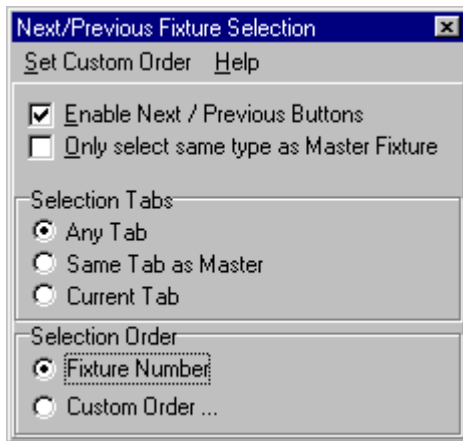 Next/Previous Fixture Selection
Set Custom Order Help
Enable Next / Previous Buttons
Only select same type as Master Fixture
Selection Tabs
Any Tab
Same Tab as Master
Current Tab
Selection Order
Fixture Number
Custom Order ...